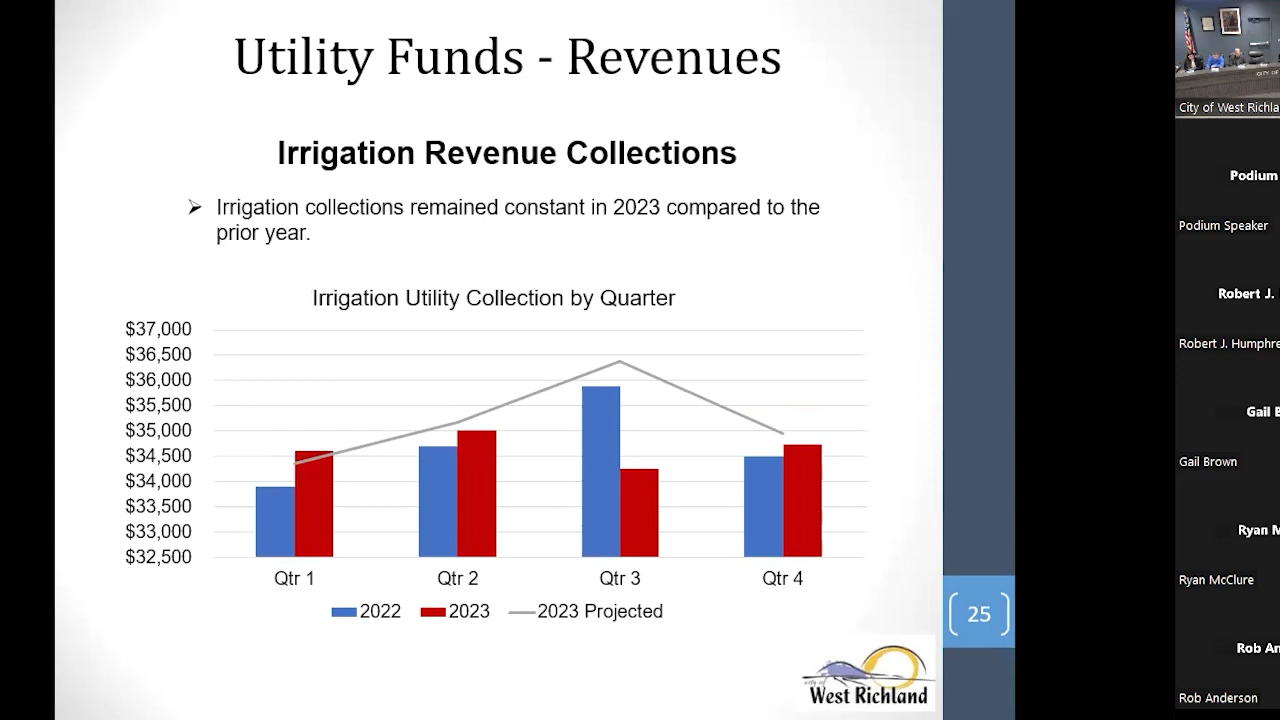 Utility Funds - Revenues
Irrigation Revenue Collections
Irrigation collections remained constant in 2023 compared to the
prior year.
Irrigation Utility Collection by Quarter
$37,000
$36,500
$36,000
$35,500
$35,000
$34,500
$34,000
$33,500
$33,000
$32,500
Qtr 1
Qtr 2
Qtr 3
Qtr 4
2022
2023
2023 Projected
25
West Richland
City of West Richla
Podium
Podium Speaker
Robert J.
Robert J. Humphre
Gail B
Gail Brown
Ryan M
Ryan McClure
Rob An
Rob Anderson